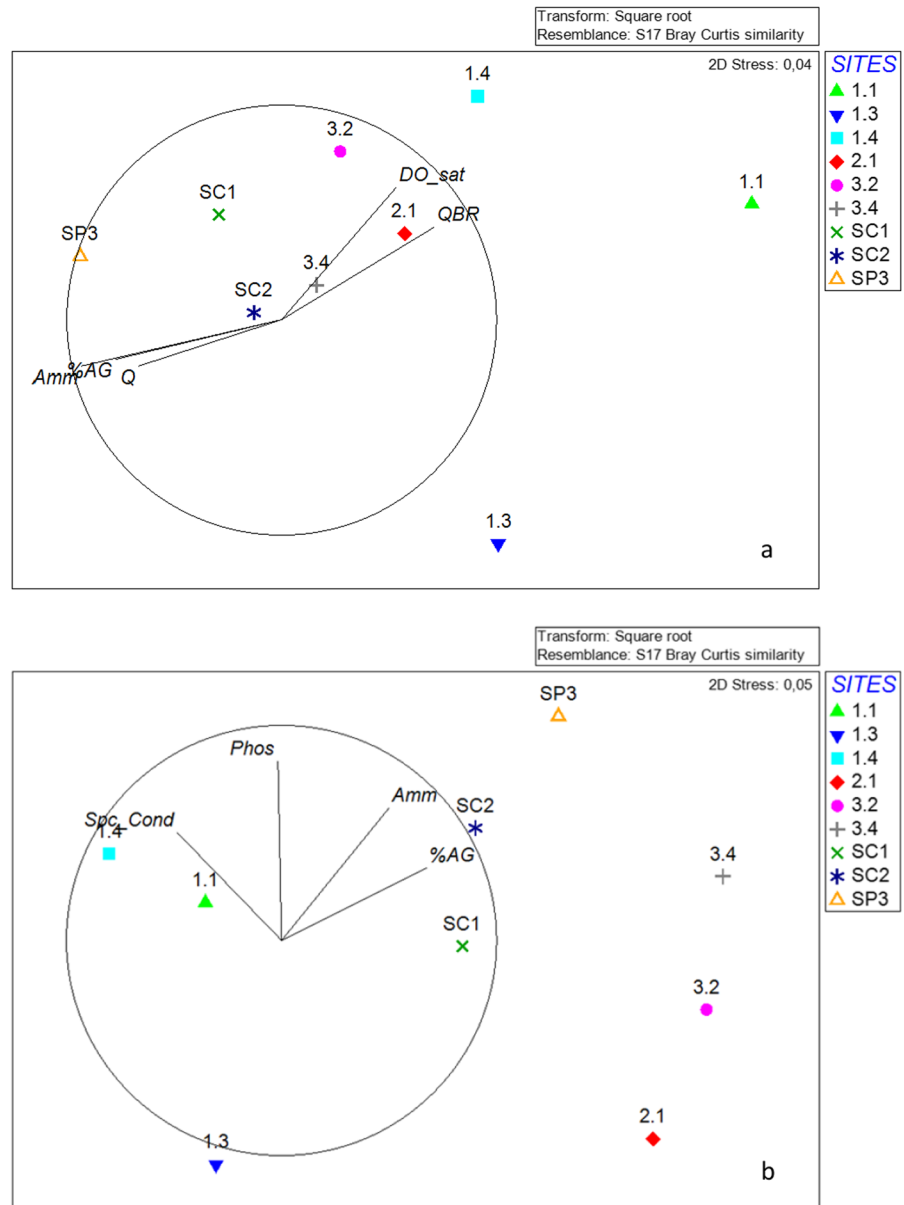 Transform: Square root
Resemblance: S17 Bray Curtis similarity
2D Stress: 0,04
SITES
1.1
1.3
1.4
2.1
3.2
3.4
SC1
SC2
SP3
1.4
3.2
DO_sat
1.1
SC1
2.1
QBR
SP3
3.4
SC2
Amm
%AG
Q
1.3
a
Transform: Square root
Resemblance: S17 Bray Curtis similarity
2D Stress: 0,05
SITES
1.1
1.3
1.4
2.1
3.2
3.4
SC1
SC2
SP3
SP3
Phos
Amm
SC2
Spc_Cond
1.4
%AG
3.4
1.1
SC1
3.2
2.1
1.3
b